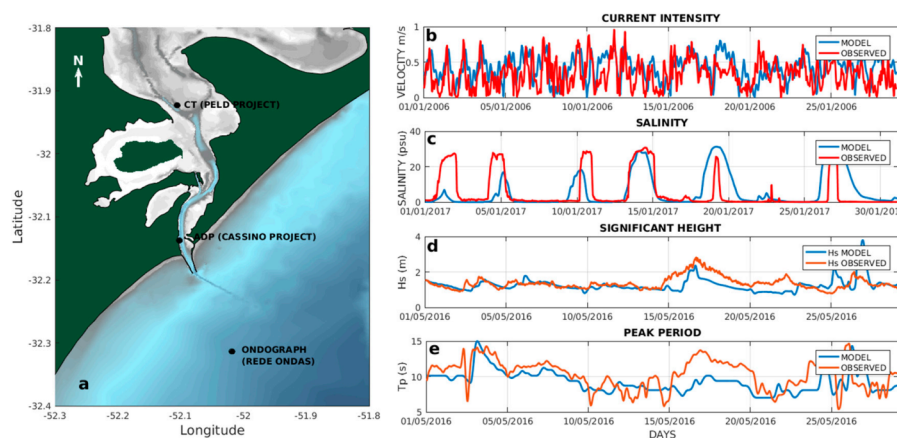 -31.8
a
N
-31.9
CT (PELD PROJECT)
-32
Latitude
-32.1
ADP (CASSINO PROJECT)
-32.2
-32.3
ONDOGRAPH
(REDE ONDAS)
-32.4
-52.3 -52.2 -52.1 -52 -51.9 -51.8
Longitude
CURRENT INTENSITY
b
VELOCITY m/s
1
0.5
0
MODEL
OBSERVED
01/01/2006 05/01/2006 10/01/2006 15/01/2006 20/01/2006 25/01/2006
SALINITY
c
SALINITY (psu)
40
20
0
MODEL
OBSERVED
01/01/2017 05/01/2017 10/01/2017 15/01/2017 20/01/2017 25/01/2017 30/01/2017
SIGNIFICANT HEIGHT
d
Hs (m)
4
2
0
Hs MODEL
Hs OBSERVED
01/05/2016 05/05/2016 10/05/2016 15/05/2016 20/05/2016 25/05/2016
PEAK PERIOD
e
Tp (s)
15
10
5
MODEL
OBSERVED
01/05/2016 05/05/2016 10/05/2016 15/05/2016 20/05/2016 25/05/2016
DAYS